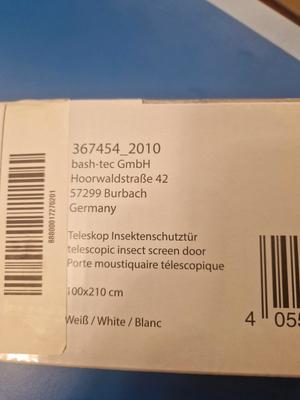 367454_2010
bash-tec GmbH
Hoorwaldstraße 42
57299 Burbach
Germany
Teleskop Insektenschutztür
telescopic insect screen door
Porte moustiquaire télescopique
100x210 cm
Weiß / White / Blanc
88800017270201
4 055